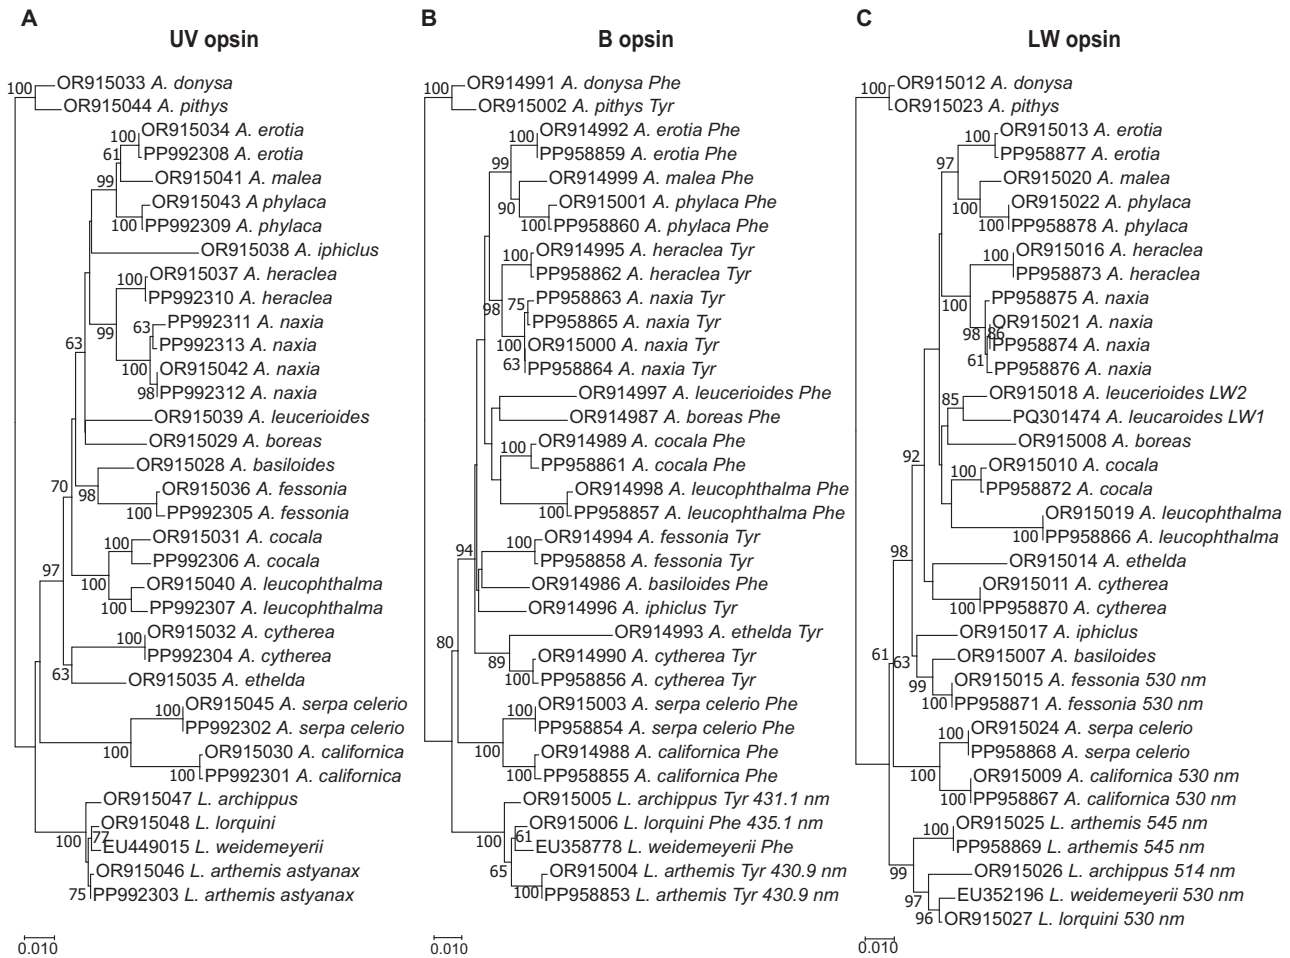 A
UV opsin
100
OR915033 A. donysa
OR915044 A. pithys
OR915034 A. erotia
100
PP992308 A. erotia
61
OR915041 A. malea
99
OR915043 A phylaca
100
PP992309 A. phylaca
OR915038 A. iphiclus
OR915037 A. heraclea
100
PP992310 A. heraclea
63
PP992311 A. naxia
99
PP992313 A. naxia
63
100
OR915042 A. naxia
98
PP992312 A. naxia
OR915039 A. leucerioides
OR915029 A. boreas
OR915028 A. basiloides
70
98
OR915036 A. fessonia
100
PP992305 A. fessonia
OR915031 A. cocala
100
PP992306 A. cocala
97
100
OR915040 A. leucophthalma
100
PP992307 A. leucophthalma
OR915032 A. cytherea
100
PP992304 A. cytherea
63
OR915035 A. ethelda
OR915045 A. serpa celerio
100
PP992302 A. serpa celerio
100
OR915030 A. californica
100
PP992301 A. californica
OR915047 L. archippus
OR915048 L. lorquini
100
77
EU449015 L. weidemeyerii
OR915046 L. arthemis astyanax
75
PP992303 L. arthemis astyanax
0.010
B
B opsin
100
OR914991 A. donysa Phe
OR915002 A. pithys Tyr
OR914992 A. erotia Phe
100
PP958859 A. erotia Phe
99
OR914999 A. malea Phe
90
OR915001 A. phylaca Phe
100
PP958860 A. phylaca Phe
OR914995 A. heraclea Tyr
100
PP958862 A. heraclea Tyr
98
75
PP958863 A. naxia Tyr
PP958865 A. naxia Tyr
100
OR915000 A. naxia Tyr
63
PP958864 A. naxia Tyr
OR914997 A. leucerioides Phe
OR914987 A. boreas Phe
OR914989 A. cocala Phe
100
PP958861 A. cocala Phe
OR914998 A. leucophthalma Phe
100
PP958857 A. leucophthalma Phe
OR914994 A. fessonia Tyr
100
PP958858 A. fessonia Tyr
94
OR914986 A. basiloides Phe
OR914996 A. iphiclus Tyr
OR914993 A. ethelda Tyr
80
89
OR914990 A. cytherea Tyr
100
PP958856 A. cytherea Tyr
OR915003 A. serpa celerio Phe
100
PP958854 A. serpa celerio Phe
100
OR914988 A. californica Phe
100
PP958855 A. californica Phe
OR915005 L. archippus Tyr 431.1 nm
OR915006 L. lorquini Phe 435.1 nm
100
61
EU358778 L. weidemeyerii Phe
65
OR915004 L. arthemis Tyr 430.9 nm
100
PP958853 L. arthemis Tyr 430.9 nm
0.010
C
LW opsin
100
OR915012 A. donysa
OR915023 A. pithys
OR915013 A. erotia
100
PP958877 A. erotia
97
OR915020 A. malea
100
OR915022 A. phylaca
100
PP958878 A. phylaca
OR915016 A. heraclea
100
PP958873 A. heraclea
100
PP958875 A. naxia
OR915021 A. naxia
98
86
PP958874 A. naxia
61
PP958876 A. naxia
OR915018 A. leucerioides LW2
85
PQ301474 A. leucaroides LW1
OR915008 A. boreas
92
OR915010 A. cocala
100
PP958872 A. cocala
OR915019 A. leucophthalma
100
PP958866 A. leucophthalma
98
OR915014 A. ethelda
OR915011 A. cytherea
100
PP958870 A. cytherea
OR915017 A. iphiclus
61
63
OR915007 A. basiloides
99
OR915015 A. fessonia 530 nm
100
PP958871 A. fessonia 530 nm
OR915024 A. serpa celerio
100
PP958868 A. serpa celerio
100
OR915009 A. californica 530 nm
100
PP958867 A. californica 530 nm
OR915025 L. arthemis 545 nm
100
PP958869 L. arthemis 545 nm
99
OR915026 L. archippus 514 nm
97
EU352196 L. weidemeyerii 530 nm
96
OR915027 L. lorquini 530 nm
0.010